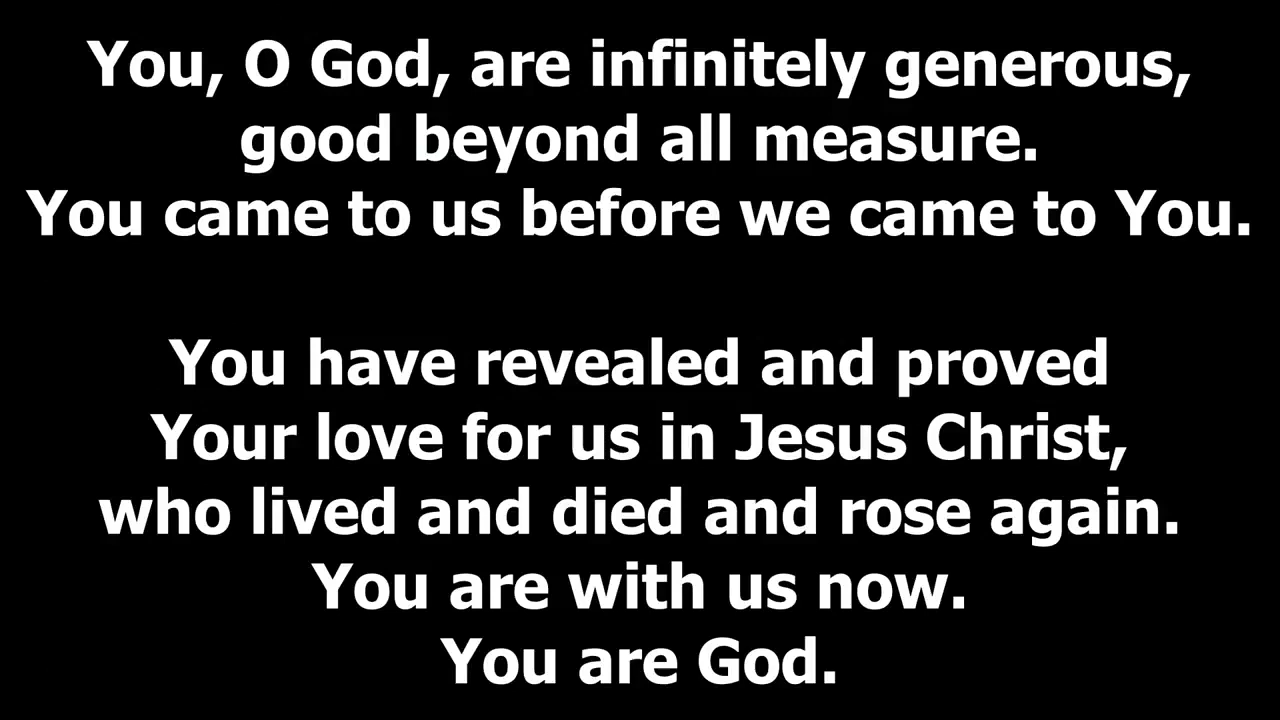 You, O God, are infinitely generous,
good beyond all measure.
You came to us before we came to You.
You have revealed and proved
Your love for us in Jesus Christ,
who lived and died and rose again.
You are with us now.
You are God.